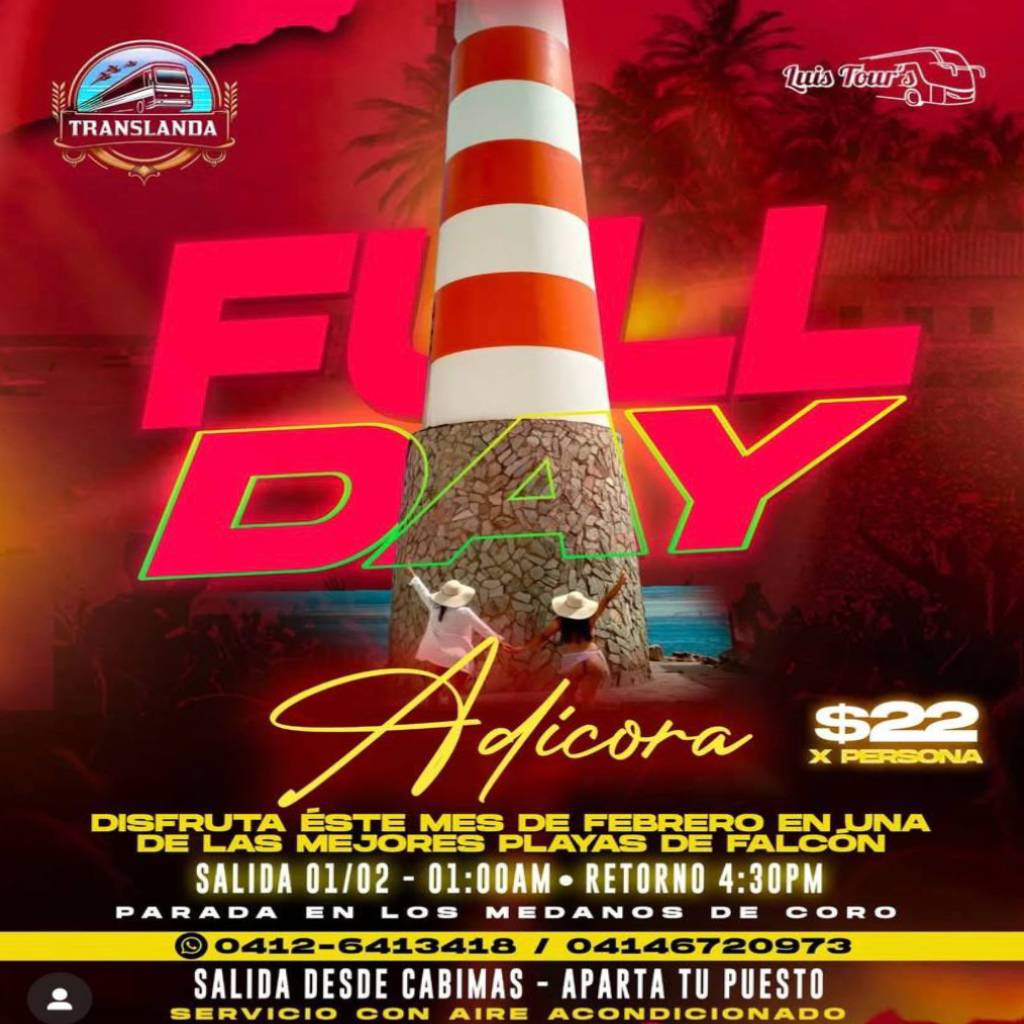 TRANSLANDA
Luis Tour's
FULL
DAY
Adícora
$22
X PERSONA
DISFRUTA ÉSTE MES DE FEBRERO EN UNA
DE LAS MEJORES PLAYAS DE FALCÓN
SALIDA 01/02 - 01:00AM • RETORNO 4:30PM
PARADA EN LOS MEDANOS DE CORO
0412-6413418 / 04146720973
SALIDA DESDE CABIMAS - APARTA TU PUESTO
SERVICIO CON AIRE ACONDICIONADO